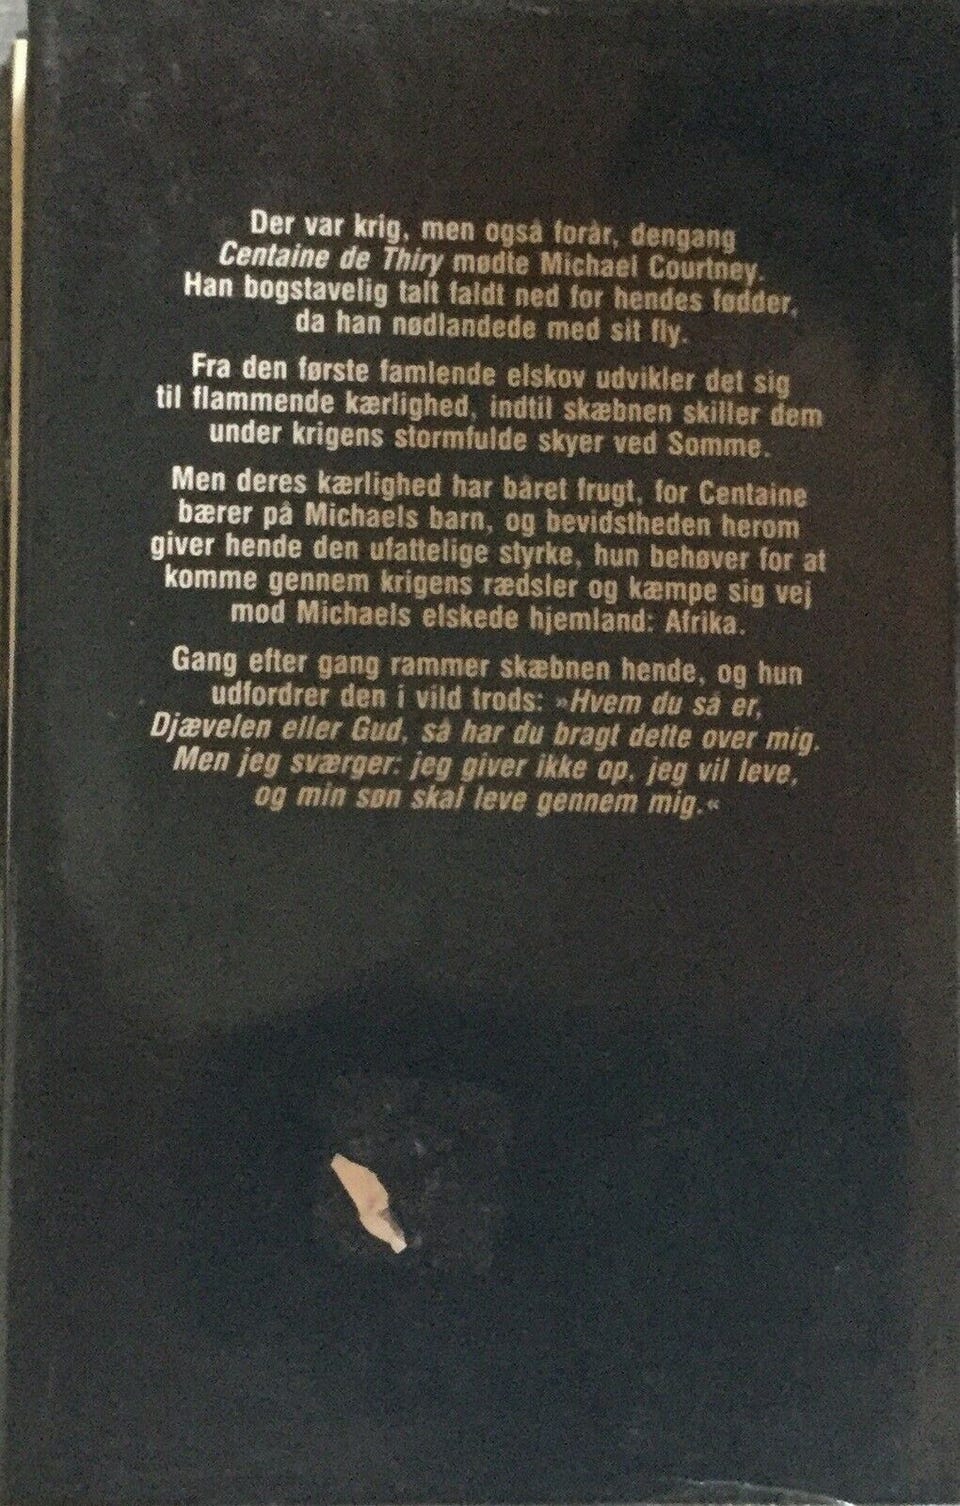 Der var krig, men også forår, dengang
Centaine de Thiry mødte Michael Courtney.
Han bogstavelig talt faldt ned for hendes fødder,
da han nødlandede med sit fly.
Fra den første famlende elskov udvikler det sig
til flammende kærlighed, indtil skæbnen skiller dem
under krigens stormfulde skyer ved Somme.
Men deres kærlighed har båret frugt, for Centaine
bærer på Michaels barn, og bevidstheden herom
giver hende den ufattelige styrke, hun behøver for at
komme gennem krigens rædsler og kæmpe sig vej
mod Michaels elskede hjemland: Afrika.
Gang efter gang rammer skæbnen hende, og hun
udfordrer den i vild trods: »Hvem du så er,
Djævelen eller Gud, så har du bragt dette over mig.
Men jeg sværger: jeg giver ikke op, jeg vil leve,
og min søn skal leve gennem mig.«